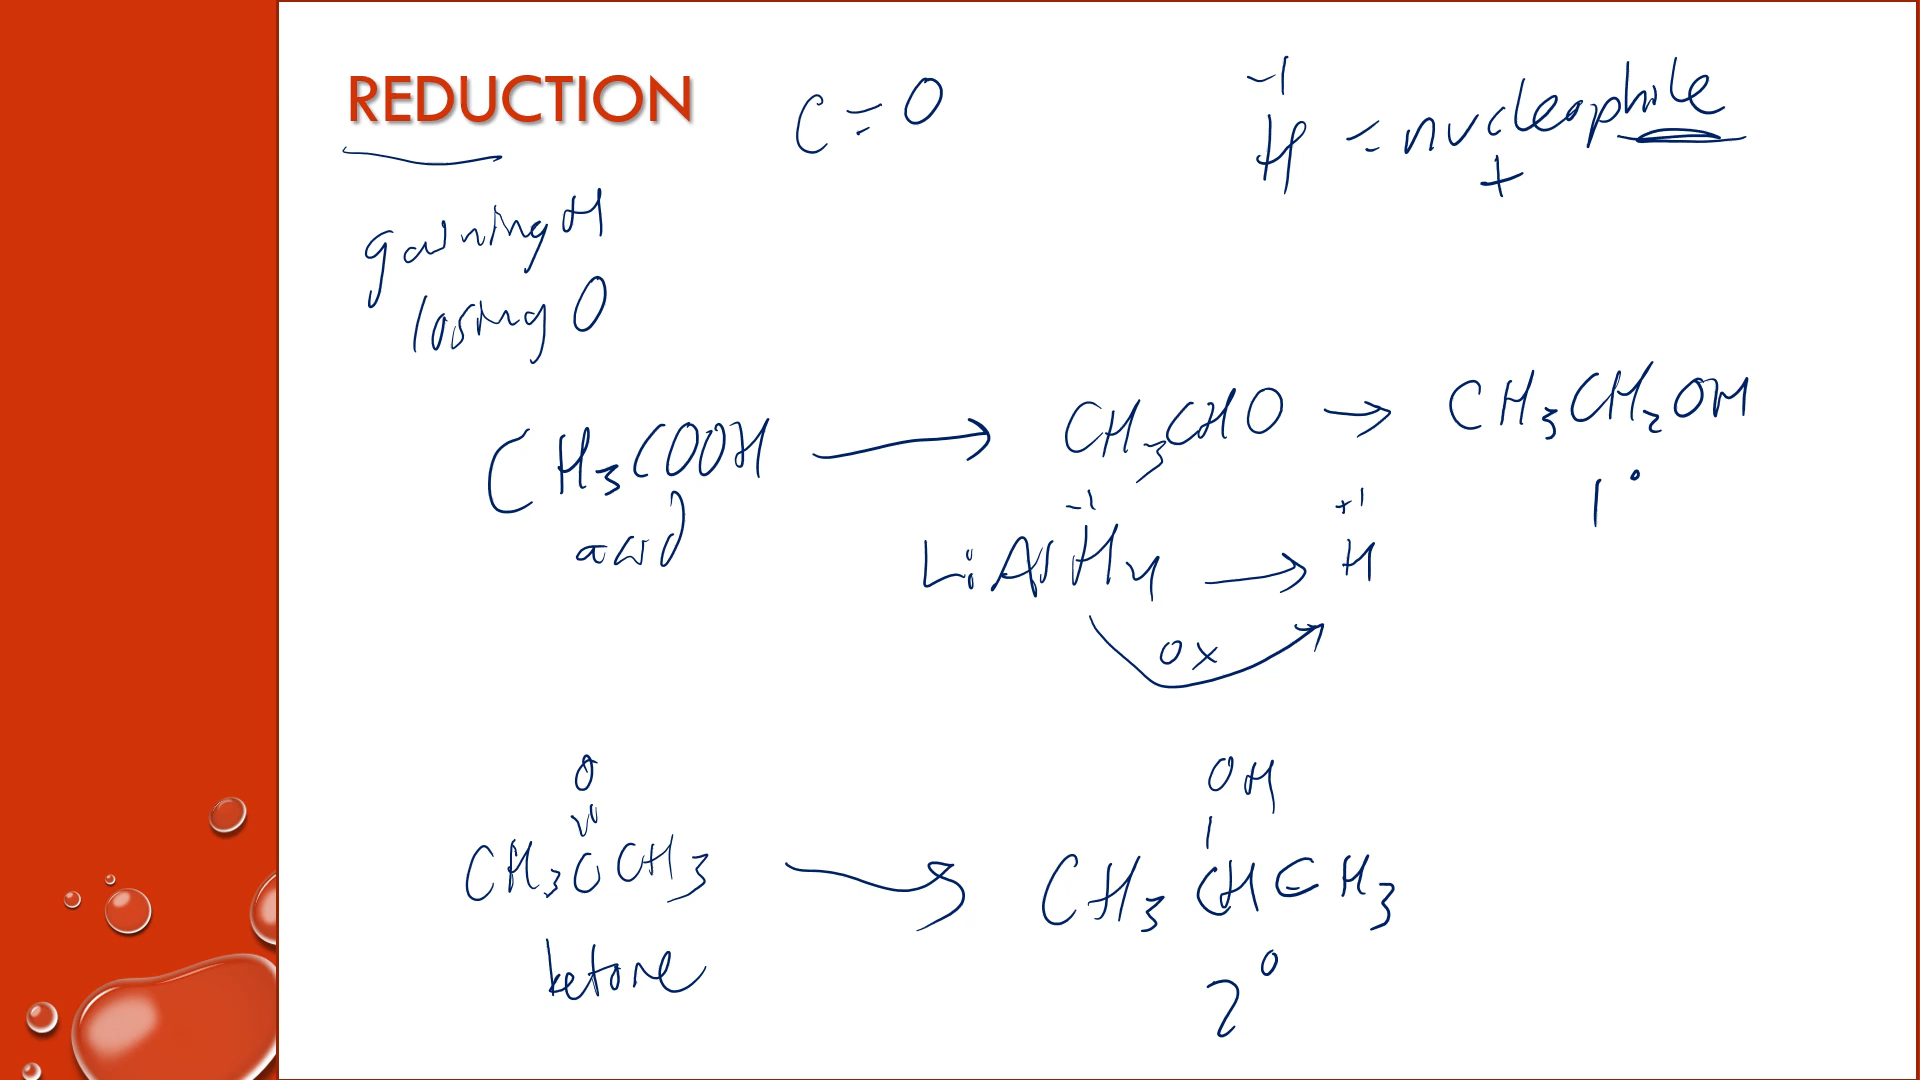 REDUCTION
C=O
-1
H = nucleophile
+
gaining H
losing O
CH3COOH → CH3CHO → CH3CH2OH
acid
1°
-1
+1
LiAlH4 → H
ox
O
CH3CCH3 → CH3CHCH3
OH
ketone
2°